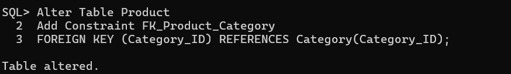 SQL> Alter Table Product
  2  Add Constraint FK_Product_Category
  3  FOREIGN KEY (Category_ID) REFERENCES Category(Category_ID);
Table altered.